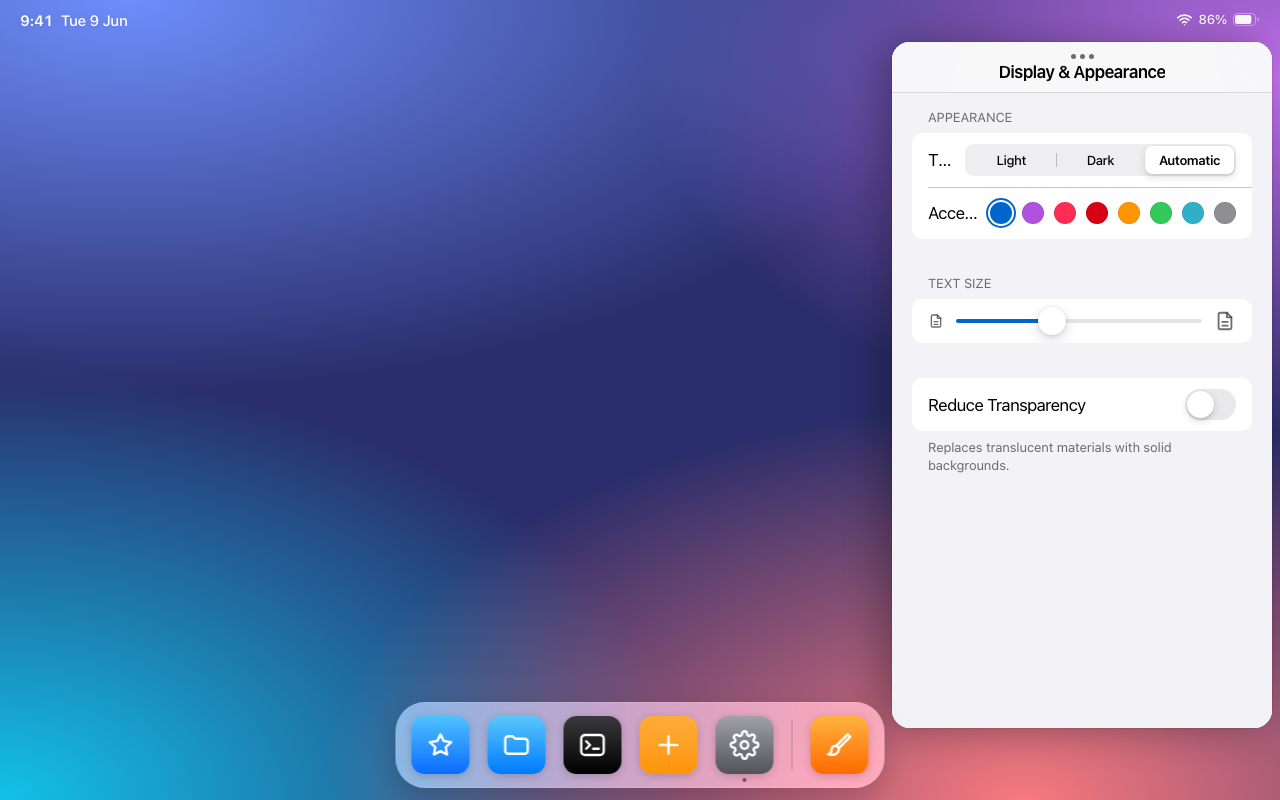 9:41 Tue 9 Jun
86%
Display & Appearance
APPEARANCE
T...
Light
Dark
Automatic
Acce...
TEXT SIZE
Reduce Transparency
Replaces translucent materials with solid
backgrounds.